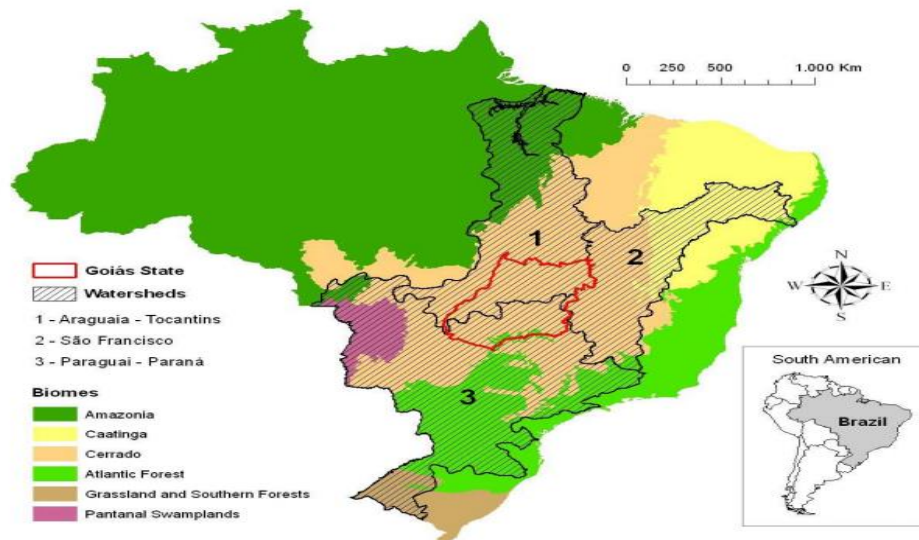 0 250 500 1.000 Km
1
2
3
N
W E
S
Goiás State
Watersheds
1 - Araguaia - Tocantins
2 - São Francisco
3 - Paraguai - Paraná
Biomes
Amazonia
Caatinga
Cerrado
Atlantic Forest
Grassland and Southern Forests
Pantanal Swamplands
South American
Brazil